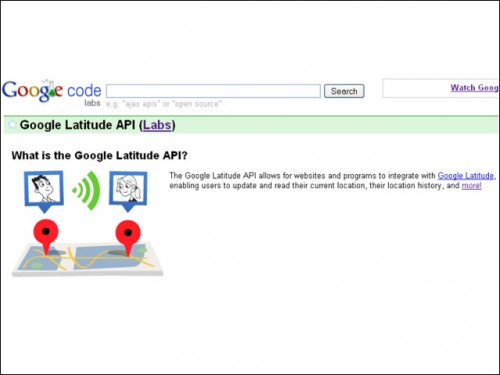 Google code Search Watch Goog
labs e.g. "ajax apis" or "open source"
Google Latitude API (Labs)
What is the Google Latitude API?
The Google Latitude API allows for websites and programs to integrate with Google Latitude,
enabling users to update and read their current location, their location history, and more!